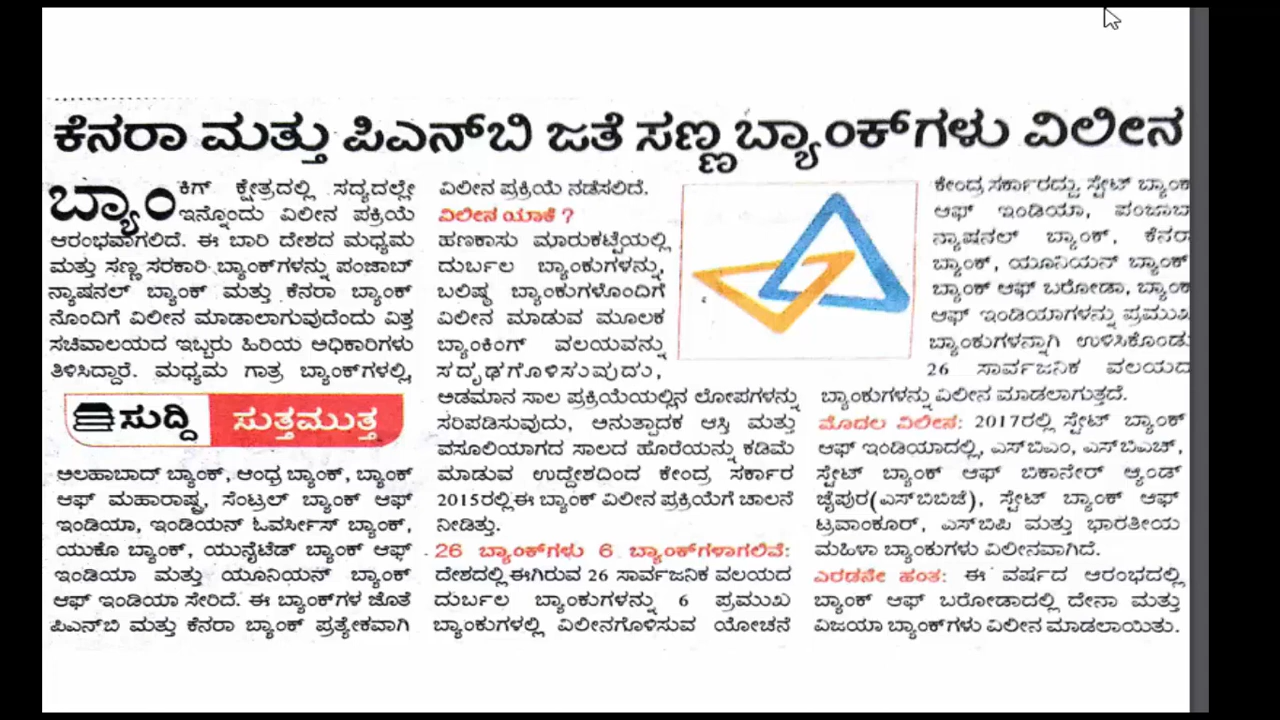 ಕೆನರಾ ಮತ್ತು ಪಿಎನ್‌ಬಿ ಜತೆ ಸಣ್ಣ ಬ್ಯಾಂಕ್‌ಗಳು ವಿಲೀನ
ಬ್ಯಾಂಕಿಗ್ ಕ್ಷೇತ್ರದಲ್ಲಿ ಸದ್ಯದಲ್ಲೇ
ಇನ್ನೊಂದು ವಿಲೀನ ಪಕ್ರಿಯೆ
ಆರಂಭವಾಗಲಿದೆ. ಈ ಬಾರಿ ದೇಶದ ಮಧ್ಯಮ
ಮತ್ತು ಸಣ್ಣ ಸರಕಾರಿ ಬ್ಯಾಂಕ್‌ಗಳನ್ನು ಪಂಜಾಬ್
ನ್ಯಾಷನಲ್ ಬ್ಯಾಂಕ್ ಮತ್ತು ಕೆನರಾ ಬ್ಯಾಂಕ್
ನೊಂದಿಗೆ ವಿಲೀನ ಮಾಡಾಲಾಗುವುದೆಂದು ವಿತ್ತ
ಸಚಿವಾಲಯದ ಇಬ್ಬರು ಹಿರಿಯ ಅಧಿಕಾರಿಗಳು
ತಿಳಿಸಿದ್ದಾರೆ. ಮಧ್ಯಮ ಗಾತ್ರ ಬ್ಯಾಂಕ್‌ಗಳಲ್ಲಿ,
ಸುದ್ದಿ ಸುತ್ತಮುತ್ತ
ಅಲಹಾಬಾದ್ ಬ್ಯಾಂಕ್, ಆಂಧ್ರ ಬ್ಯಾಂಕ್, ಬ್ಯಾಂಕ್
ಆಫ್ ಮಹಾರಾಷ್ಟ್ರ, ಸೆಂಟ್ರಲ್ ಬ್ಯಾಂಕ್ ಆಫ್
ಇಂಡಿಯಾ, ಇಂಡಿಯನ್ ಓವರ್ಸೀಸ್ ಬ್ಯಾಂಕ್,
ಯುಕೊ ಬ್ಯಾಂಕ್, ಯುನೈಟೆಡ್ ಬ್ಯಾಂಕ್ ಆಫ್
ಇಂಡಿಯಾ ಮತ್ತು ಯೂನಿಯನ್ ಬ್ಯಾಂಕ್
ಆಫ್ ಇಂಡಿಯಾ ಸೇರಿದೆ. ಈ ಬ್ಯಾಂಕ್‌ಗಳ ಜೊತೆ
ಪಿಎನ್‌ಬಿ ಮತ್ತು ಕೆನರಾ ಬ್ಯಾಂಕ್ ಪ್ರತ್ಯೇಕವಾಗಿ
ವಿಲೀನ ಪ್ರಕ್ರಿಯೆ ನಡೆಸಲಿದೆ.
ವಿಲೀನ ಯಾಕೆ ?
ಹಣಕಾಸು ಮಾರುಕಟ್ಟೆಯಲ್ಲಿ
ದುರ್ಬಲ ಬ್ಯಾಂಕುಗಳನ್ನು,
ಬಲಿಷ್ಠ ಬ್ಯಾಂಕುಗಳೊಂದಿಗೆ
ವಿಲೀನ ಮಾಡುವ ಮೂಲಕ
ಬ್ಯಾಂಕಿಂಗ್ ವಲಯವನ್ನು
ಸದೃಢಗೊಳಿಸುವುದು,
ಅಡಮಾನ ಸಾಲ ಪ್ರಕ್ರಿಯೆಯಲ್ಲಿನ ಲೋಪಗಳನ್ನು
ಸರಿಪಡಿಸುವುದು, ಅನುತ್ಪಾದಕ ಆಸ್ತಿ ಮತ್ತು
ವಸೂಲಿಯಾಗದ ಸಾಲದ ಹೊರೆಯನ್ನು ಕಡಿಮೆ
ಮಾಡುವ ಉದ್ದೇಶದಿಂದ ಕೇಂದ್ರ ಸರ್ಕಾರ
2015ರಲ್ಲಿ ಈ ಬ್ಯಾಂಕ್ ವಿಲೀನ ಪ್ರಕ್ರಿಯೆಗೆ ಚಾಲನೆ
ನೀಡಿತ್ತು.
26 ಬ್ಯಾಂಕ್‌ಗಳು 6 ಬ್ಯಾಂಕ್‌ಗಳಾಗಲಿವೆ:
ದೇಶದಲ್ಲಿ ಈಗಿರುವ 26 ಸಾರ್ವಜನಿಕ ವಲಯದ
ದುರ್ಬಲ ಬ್ಯಾಂಕುಗಳನ್ನು 6 ಪ್ರಮುಖ
ಬ್ಯಾಂಕುಗಳಲ್ಲಿ ವಿಲೀನಗೊಳಿಸುವ ಯೋಚನೆ
ಕೇಂದ್ರ ಸರ್ಕಾರದ್ದು. ಸ್ಟೇಟ್ ಬ್ಯಾಂಕ್
ಆಫ್ ಇಂಡಿಯಾ, ಪಂಜಾಬ
ನ್ಯಾಷನಲ್ ಬ್ಯಾಂಕ್, ಕೆನರಾ
ಬ್ಯಾಂಕ್, ಯೂನಿಯನ್ ಬ್ಯಾಂಕ್
ಬ್ಯಾಂಕ್ ಆಫ್ ಬರೋಡಾ, ಬ್ಯಾಂಕ
ಆಫ್ ಇಂಡಿಯಾಗಳನ್ನು ಪ್ರಮುಖ
ಬ್ಯಾಂಕುಗಳನ್ನಾಗಿ ಉಳಿಸಿಕೊಂಡು
26 ಸಾರ್ವಜನಿಕ ವಲಯದ
ಬ್ಯಾಂಕುಗಳನ್ನು ವಿಲೀನ ಮಾಡಲಾಗುತ್ತದೆ.
ಮೊದಲ ವಿಲೀನ: 2017ರಲ್ಲಿ ಸ್ಟೇಟ್ ಬ್ಯಾಂಕ್
ಆಫ್ ಇಂಡಿಯಾದಲ್ಲಿ, ಎಸ್‌ಬಿಎಂ, ಎಸ್‌ಬಿಎಚ್,
ಸ್ಟೇಟ್ ಬ್ಯಾಂಕ್ ಆಫ್ ಬಿಕಾನೇರ್ ಆ್ಯಂಡ್
ಜೈಪುರ(ಎಸ್‌ಬಿಬಿಜೆ), ಸ್ಟೇಟ್ ಬ್ಯಾಂಕ್ ಆಫ್
ಟ್ರವಾಂಕೂರ್, ಎಸ್‌ಬಿಪಿ ಮತ್ತು ಭಾರತೀಯ
ಮಹಿಳಾ ಬ್ಯಾಂಕುಗಳು ವಿಲೀನವಾಗಿದೆ.
ಎರಡನೇ ಹಂತ: ಈ ವರ್ಷದ ಆರಂಭದಲ್ಲಿ
ಬ್ಯಾಂಕ್ ಆಫ್ ಬರೋಡಾದಲ್ಲಿ ದೇನಾ ಮತ್ತು
ವಿಜಯಾ ಬ್ಯಾಂಕ್‌ಗಳು ವಿಲೀನ ಮಾಡಲಾಯಿತು.